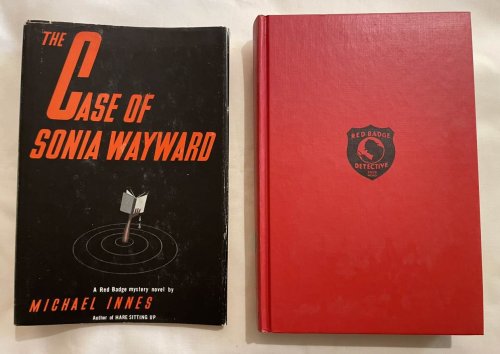 THE
CASE OF
SONIA WAYWARD
A Red Badge mystery novel by
MICHAEL INNES
Author of HARE SITTING UP
RED BADGE
DETECTIVE